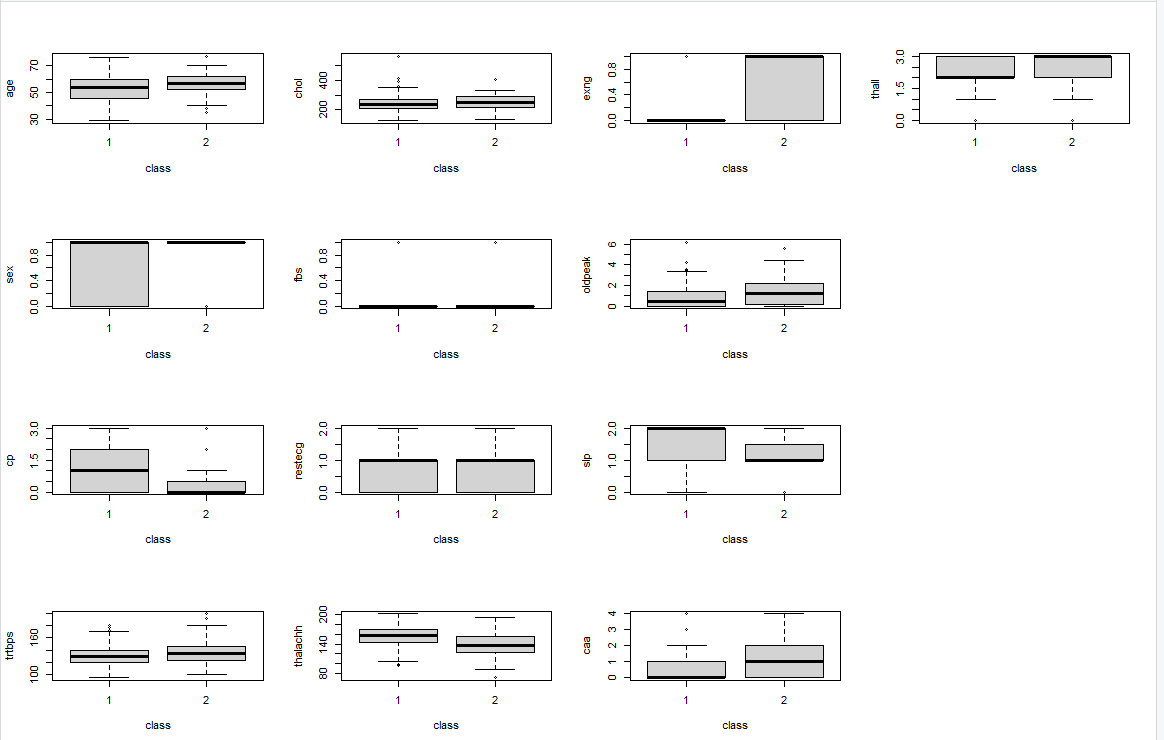 age
30 50 70
1 2
class
chol
200 400
1 2
class
exng
0.0 0.4 0.8
1 2
class
thall
0.0 1.5 3.0
1 2
class
sex
0.0 0.4 0.8
1 2
class
fbs
0.0 0.4 0.8
1 2
class
oldpeak
0 2 4 6
1 2
class
cp
0.0 1.5 3.0
1 2
class
restecg
0.0 1.0 2.0
1 2
class
slp
0.0 1.0 2.0
1 2
class
trtbps
100 160
1 2
class
thalachh
80 140 200
1 2
class
caa
0 1 2 3 4
1 2
class